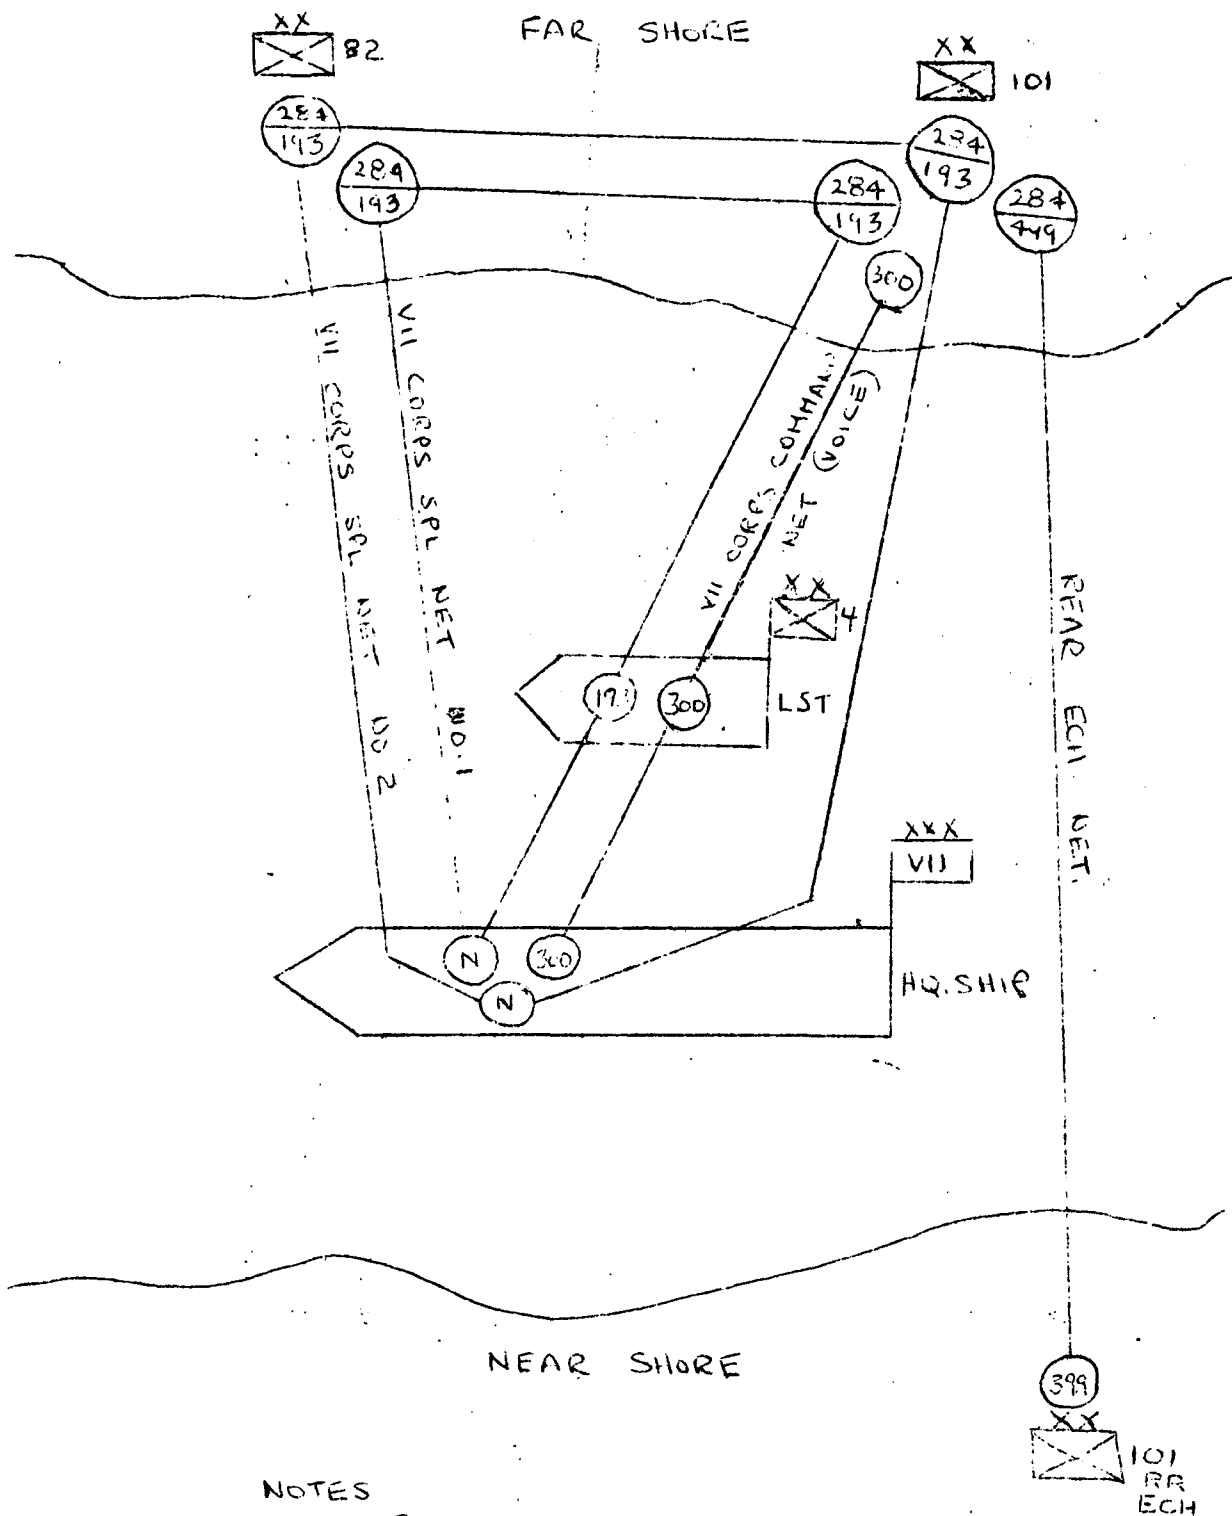 FAR SHORE
XX
82
XX
101
284
193
284
193
284
193
284
193
284
449
300
VII CORPS SPL NET NO 2
VII CORPS SPL NET NO.1
VII CORPS COMMAND
NET (VOICE)
REAR ECH NET.
XX
4
300
LST
XXX
VII
N
300
N
HQ. SHIP
NEAR SHORE
399
XX
101
RR
ECH
NOTES